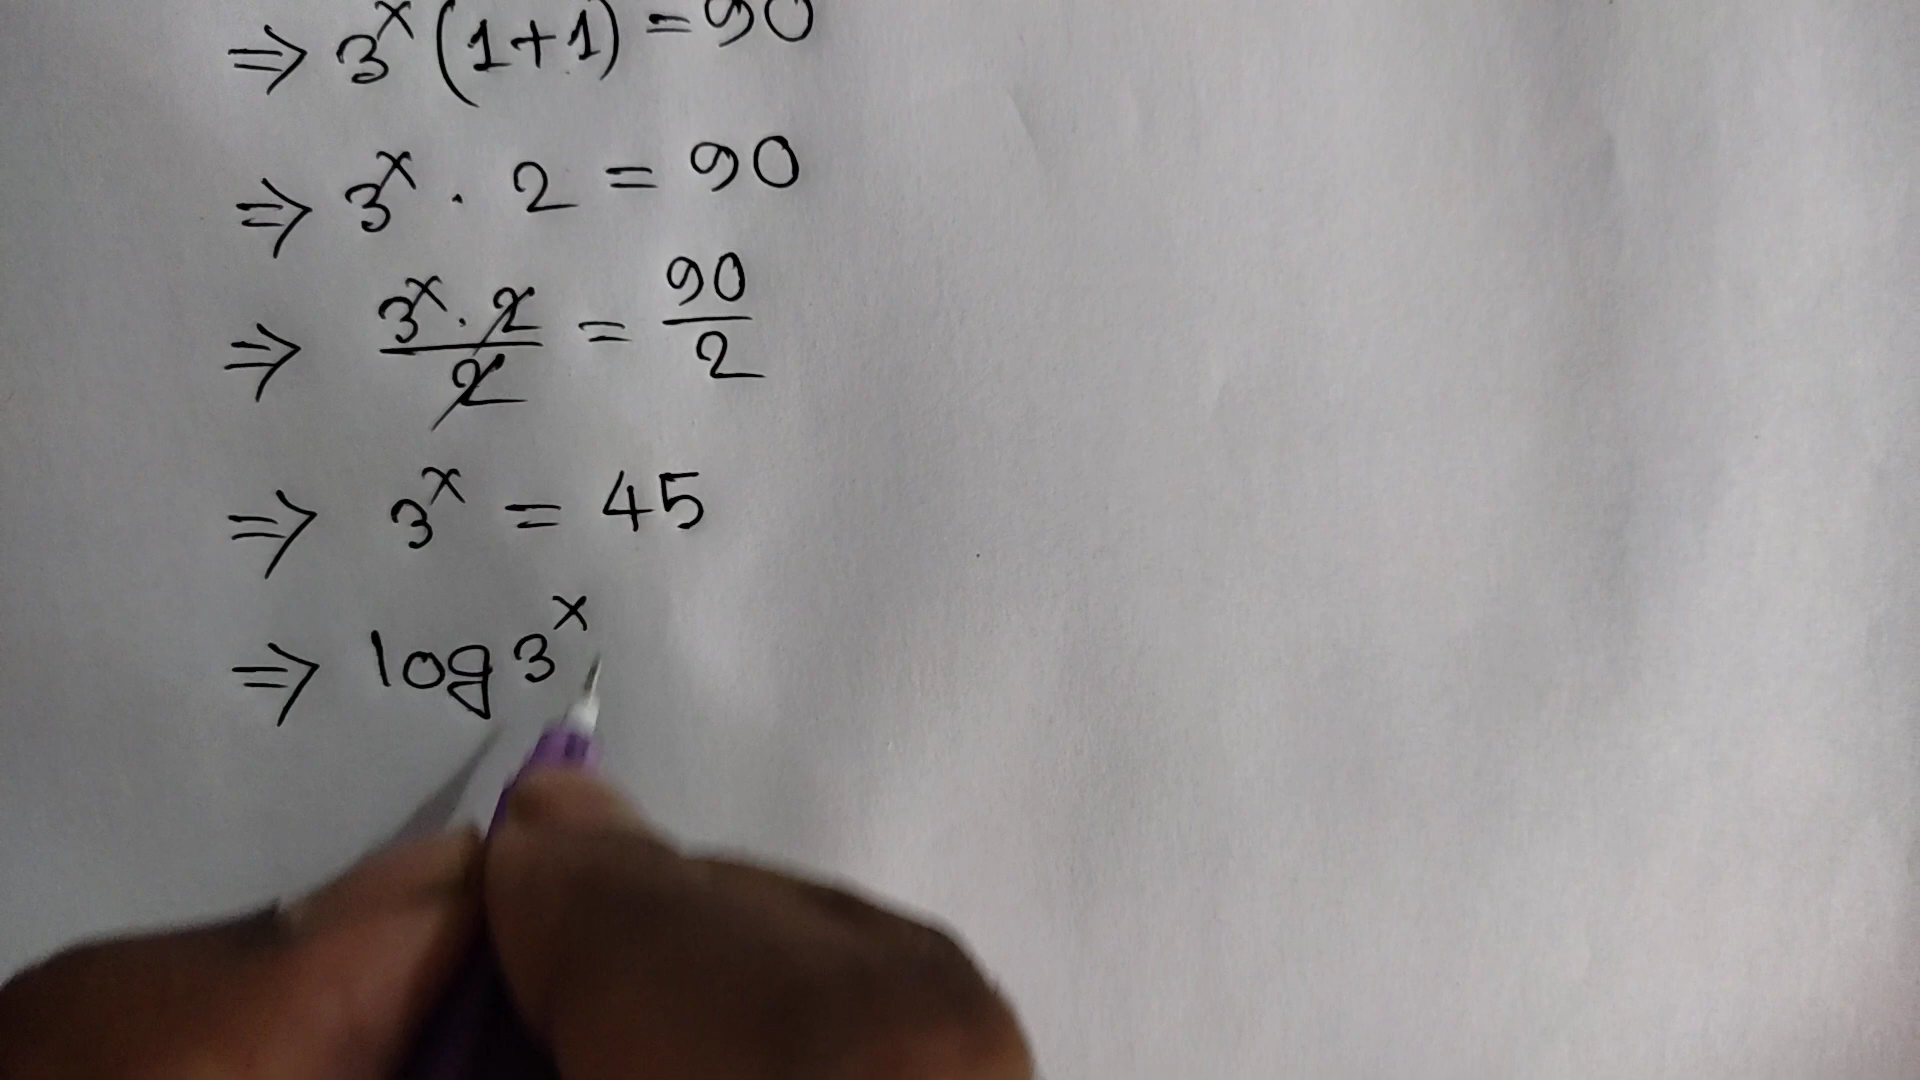 ⇒ 3^x (1+1) = 90
⇒ 3^x . 2 = 90
⇒ 3^x . 2 / 2 = 90 / 2
⇒ 3^x = 45
⇒ log 3^x